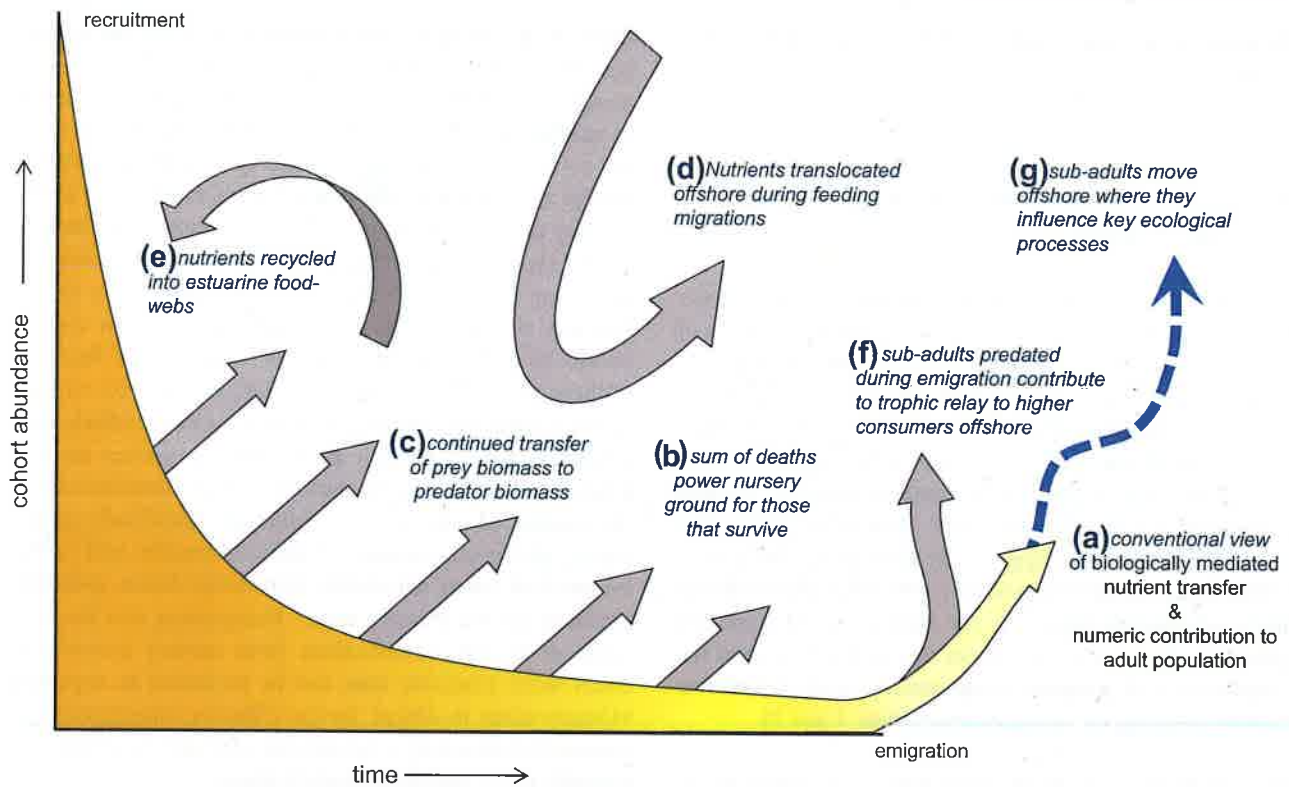 recruitment
cohort abundance
(e) nutrients recycled
into estuarine food-
webs
(d) Nutrients translocated
offshore during feeding
migrations
(g) sub-adults move
offshore where they
influence key ecological
processes
(c) continued transfer
of prey biomass to
predator biomass
(b) sum of deaths
power nursery
ground for those
that survive
(f) sub-adults predated
during emigration contribute
to trophic relay to higher
consumers offshore
(a) conventional view
of biologically mediated
nutrient transfer
&
numeric contribution to
adult population
emigration
time